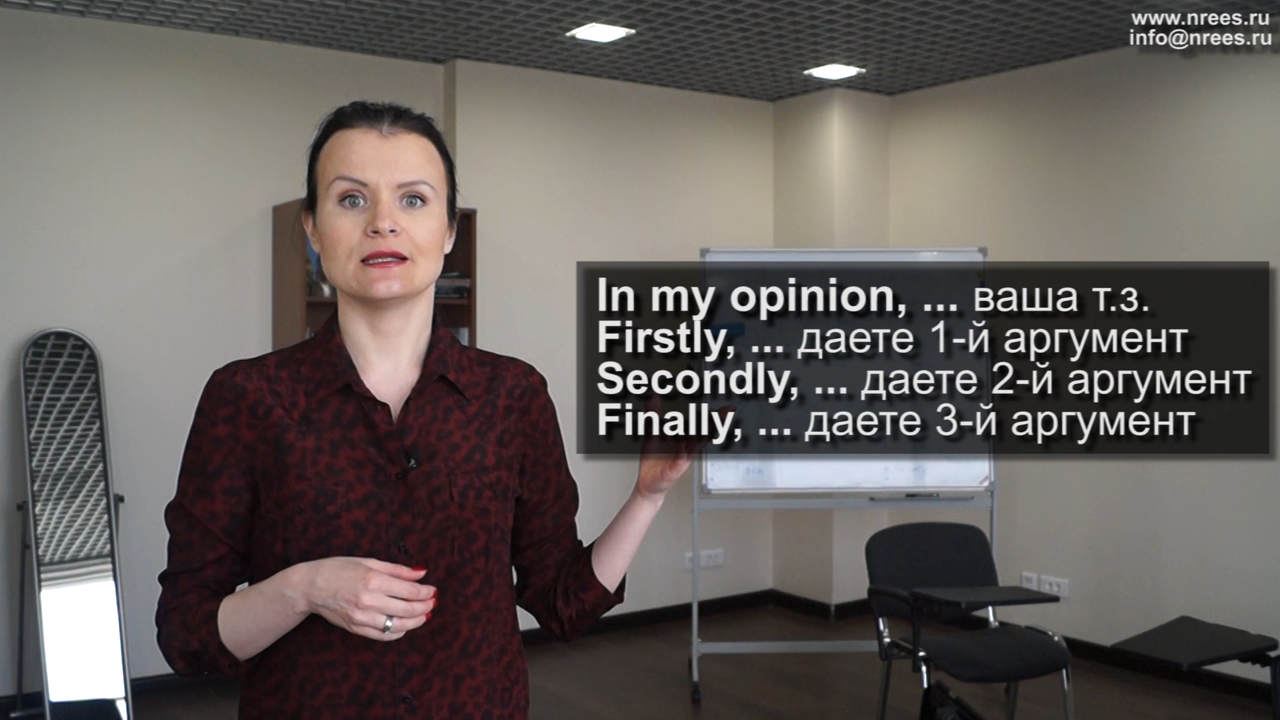 www.nrees.ru
info@nrees.ru
In my opinion, ... ваша т.з.
Firstly, ... даете 1-й аргумент
Secondly, ... даете 2-й аргумент
Finally, ... даете 3-й аргумент